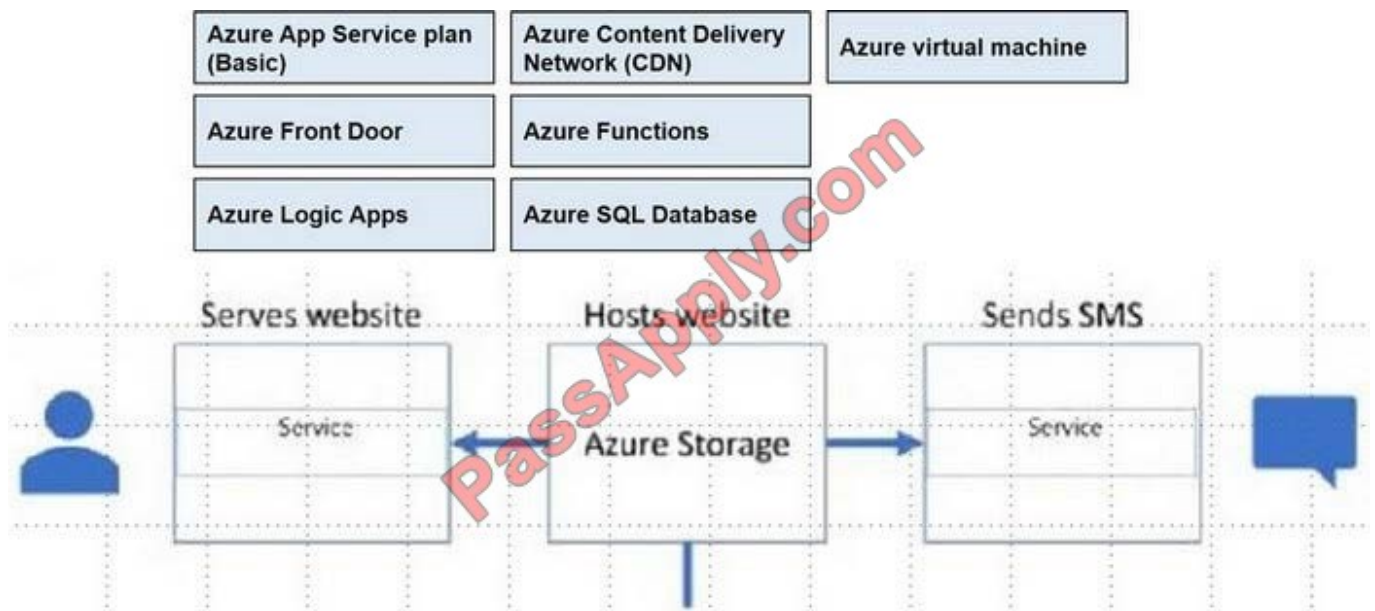 Azure App Service plan
(Basic)
Azure Content Delivery
Network (CDN)
Azure virtual machine
Azure Front Door
Azure Functions
Azure Logic Apps
Azure SQL Database
PassApply.com
Serves website
Hosts website
Sends SMS
Service
Azure Storage
Service